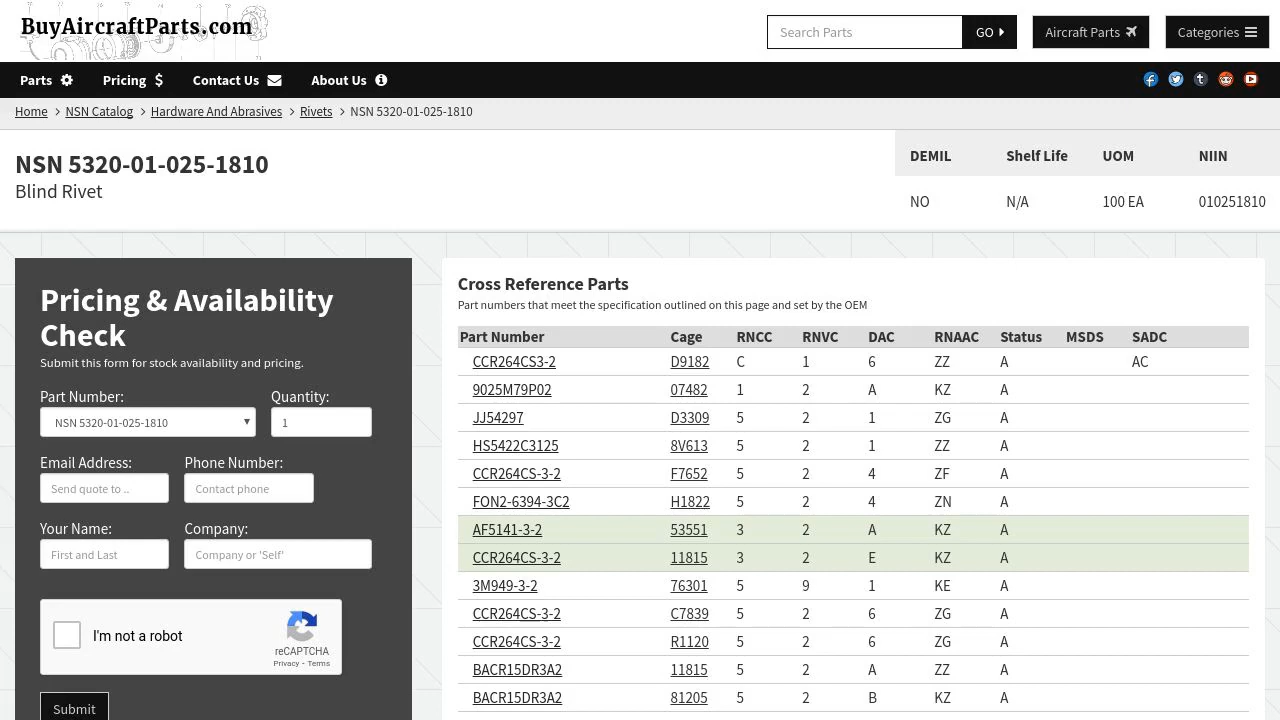 BuyAircraftParts.com
Search Parts
GO
Aircraft Parts
Categories
Parts
Pricing
Contact Us
About Us
Home > NSN Catalog > Hardware And Abrasives > Rivets > NSN 5320-01-025-1810
NSN 5320-01-025-1810
Blind Rivet
DEMIL Shelf Life UOM NIIN
NO N/A 100 EA 010251810
Pricing & Availability
Check
Submit this form for stock availability and pricing.
Part Number: Quantity:
NSN 5320-01-025-1810 1
Email Address: Phone Number:
Send quote to .. Contact phone
Your Name: Company:
First and Last Company or 'Self'
I'm not a robot
reCAPTCHA
Privacy - Terms
Submit
Cross Reference Parts
Part numbers that meet the specification outlined on this page and set by the OEM
Part Number Cage RNCC RNVC DAC RNAAC Status MSDS SADC
CCR264CS3-2 D9182 C 1 6 ZZ A AC
9025M79P02 07482 1 2 A KZ A
JJ54297 D3309 5 2 1 ZG A
HS5422C3125 8V613 5 2 1 ZZ A
CCR264CS-3-2 F7652 5 2 4 ZF A
FON2-6394-3C2 H1822 5 2 4 ZN A
AF5141-3-2 53551 3 2 A KZ A
CCR264CS-3-2 11815 3 2 E KZ A
3M949-3-2 76301 5 9 1 KE A
CCR264CS-3-2 C7839 5 2 6 ZG A
CCR264CS-3-2 R1120 5 2 6 ZG A
BACR15DR3A2 11815 5 2 A ZZ A
BACR15DR3A2 81205 5 2 B KZ A